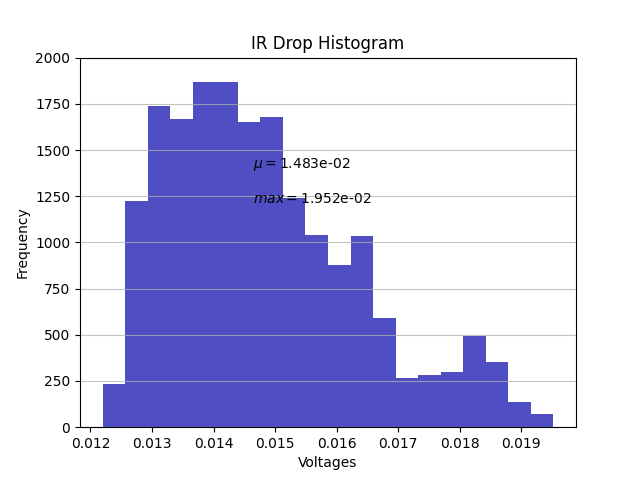 IR Drop Histogram
2000
1750
1500
1250
1000
750
500
250
0
Frequency
μ = 1.483e-02
max = 1.952e-02
0.012 0.013 0.014 0.015 0.016 0.017 0.018 0.019
Voltages